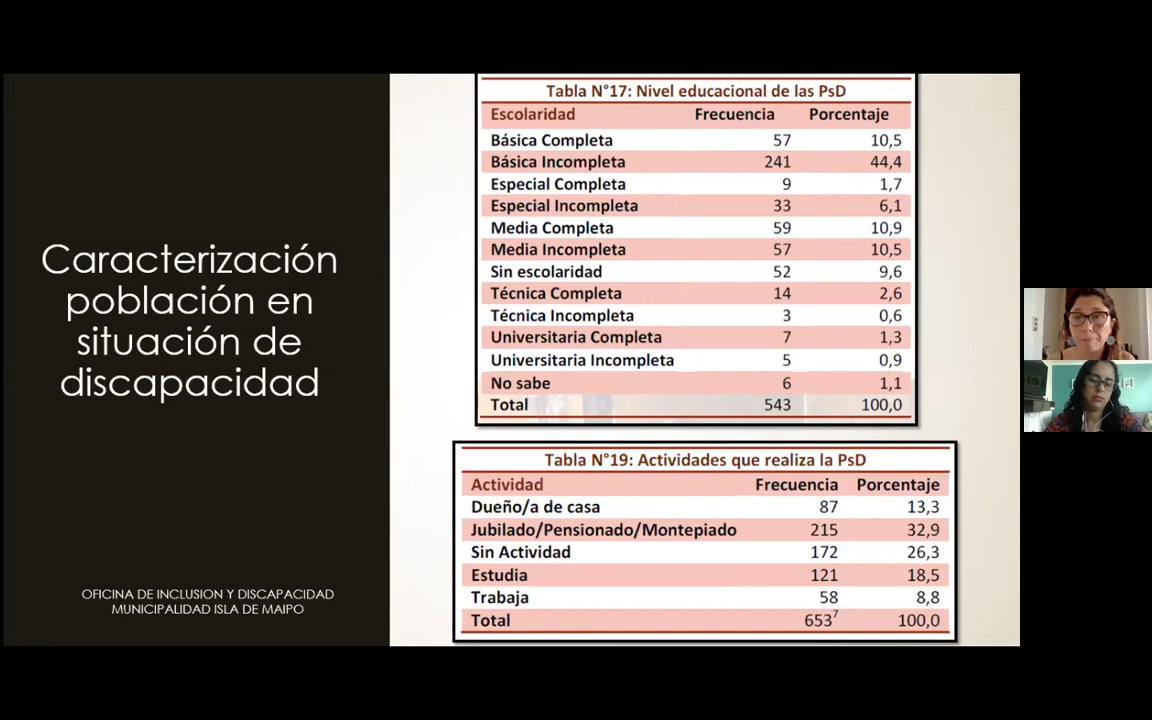 Caracterización
población en
situación de
discapacidad
OFICINA DE INCLUSION Y DISCAPACIDAD
MUNICIPALIDAD ISLA DE MAIPO
Tabla N°17: Nivel educacional de las PsD
Escolaridad Frecuencia Porcentaje
Básica Completa 57 10,5
Básica Incompleta 241 44,4
Especial Completa 9 1,7
Especial Incompleta 33 6,1
Media Completa 59 10,9
Media Incompleta 57 10,5
Sin escolaridad 52 9,6
Técnica Completa 14 2,6
Técnica Incompleta 3 0,6
Universitaria Completa 7 1,3
Universitaria Incompleta 5 0,9
No sabe 6 1,1
Total 543 100,0
Tabla N°19: Actividades que realiza la PsD
Actividad Frecuencia Porcentaje
Dueño/a de casa 87 13,3
Jubilado/Pensionado/Montepiado 215 32,9
Sin Actividad 172 26,3
Estudia 121 18,5
Trabaja 58 8,8
Total 653⁷ 100,0